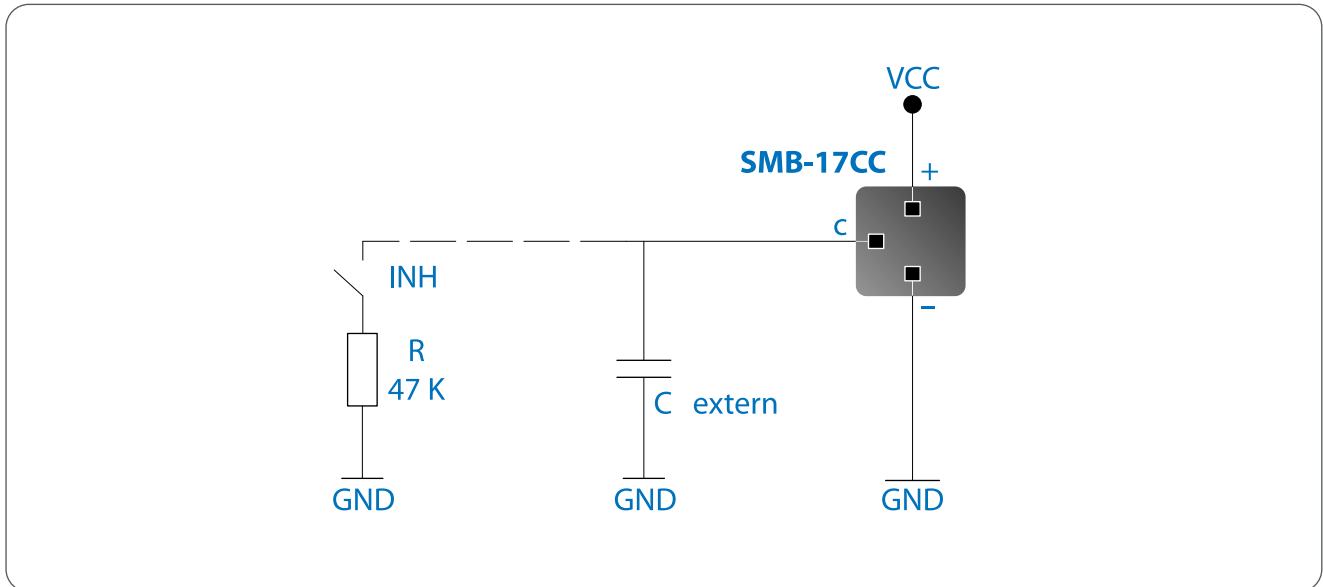 VCC
SMB-17CC
+
C
INH
−
R
47 K
C extern
GND
GND
GND